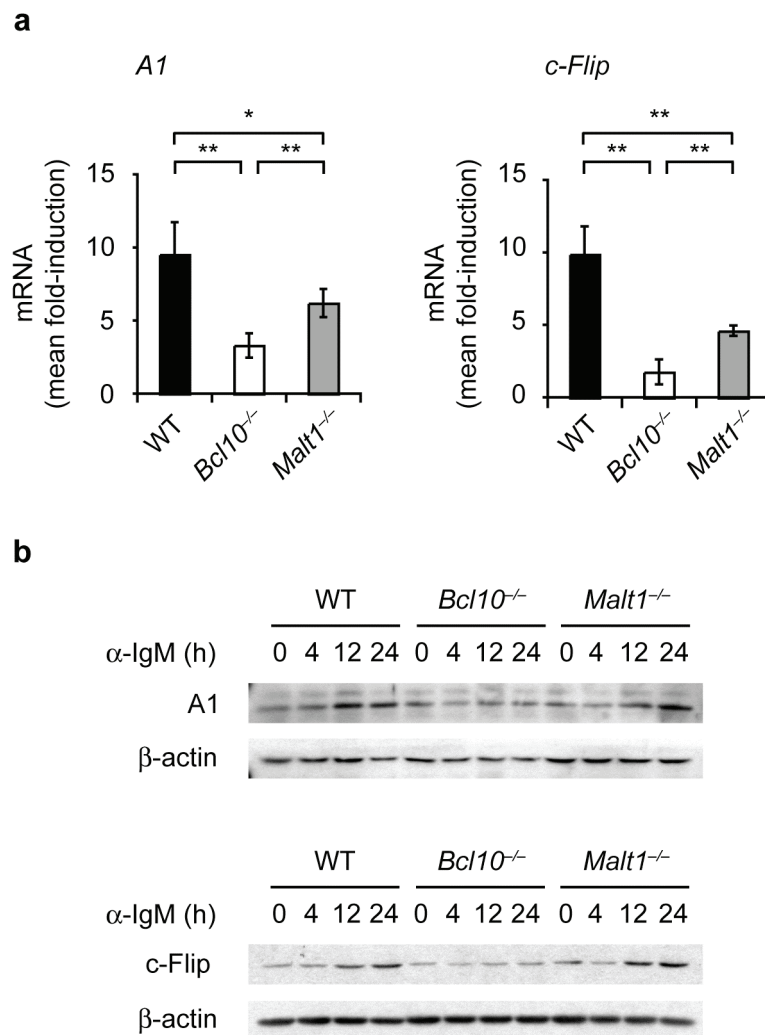 a
A1
c-Flip
*
**
**
**
**
**
mRNA
(mean fold-induction)
15
10
5
0
WT
Bcl10–/–
Malt1–/–
mRNA
(mean fold-induction)
15
10
5
0
WT
Bcl10–/–
Malt1–/–
b
WT Bcl10–/– Malt1–/–
α-IgM (h) 0 4 12 24 0 4 12 24 0 4 12 24
A1
β-actin
WT Bcl10–/– Malt1–/–
α-IgM (h) 0 4 12 24 0 4 12 24 0 4 12 24
c-Flip
β-actin